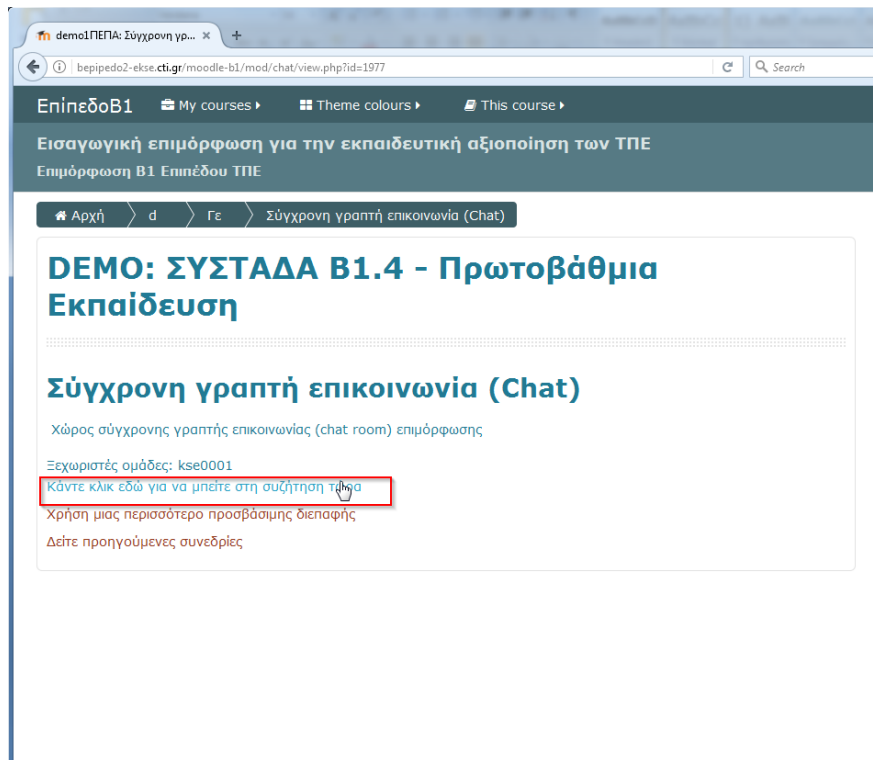 demo1ΠΕΠΑ: Σύγχρονη γρ... × +
bepipedo2-ekse.cti.gr/moodle-b1/mod/chat/view.php?id=1977
Search
ΕπίπεδοΒ1 My courses Theme colours This course
Εισαγωγική επιμόρφωση για την εκπαιδευτική αξιοποίηση των ΤΠΕ
Επιμόρφωση Β1 Επιπέδου ΤΠΕ
Αρχή d Γε Σύγχρονη γραπτή επικοινωνία (Chat)
DEMO: ΣΥΣΤΑΔΑ Β1.4 - Πρωτοβάθμια
Εκπαίδευση
Σύγχρονη γραπτή επικοινωνία (Chat)
Χώρος σύγχρονης γραπτής επικοινωνίας (chat room) επιμόρφωσης
Ξεχωριστές ομάδες: kse0001
Κάντε κλικ εδώ για να μπείτε στη συζήτηση τώρα
Χρήση μιας περισσότερο προσβάσιμης διεπαφής
Δείτε προηγούμενες συνεδρίες